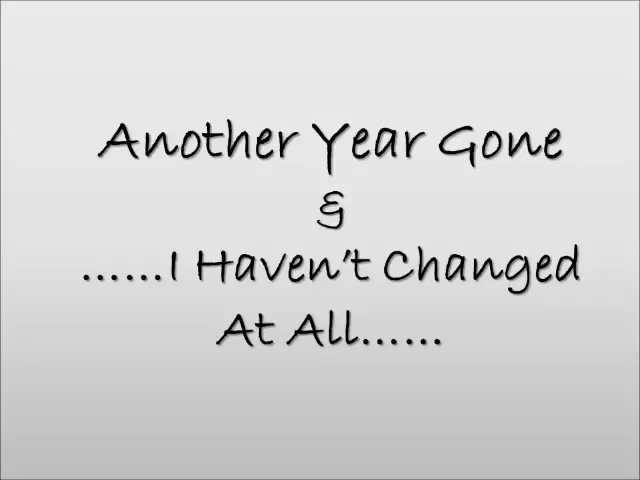 Another Year Gone
&
......I Haven't Changed
At All......